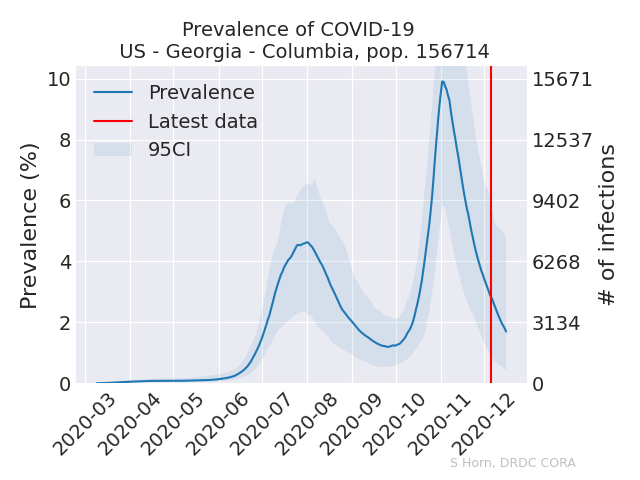 Prevalence of COVID-19
US - Georgia - Columbia, pop. 156714
Prevalence
Latest data
95CI
Prevalence (%)
10
8
6
4
2
0
15671
12537
9402
6268
3134
0
# of infections
2020-03
2020-04
2020-05
2020-06
2020-07
2020-08
2020-09
2020-10
2020-11
2020-12
S Horn, DRDC CORA